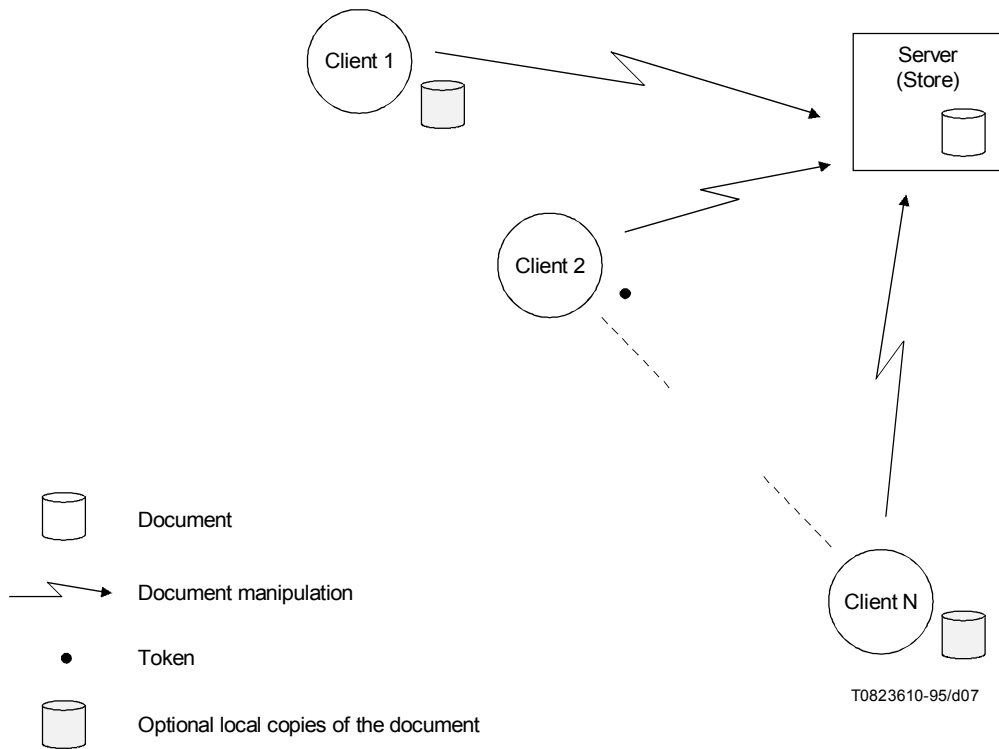 Client 1
Server
(Store)
Client 2
Document
Document manipulation
Client N
Token
T0823610-95/d07
Optional local copies of the document